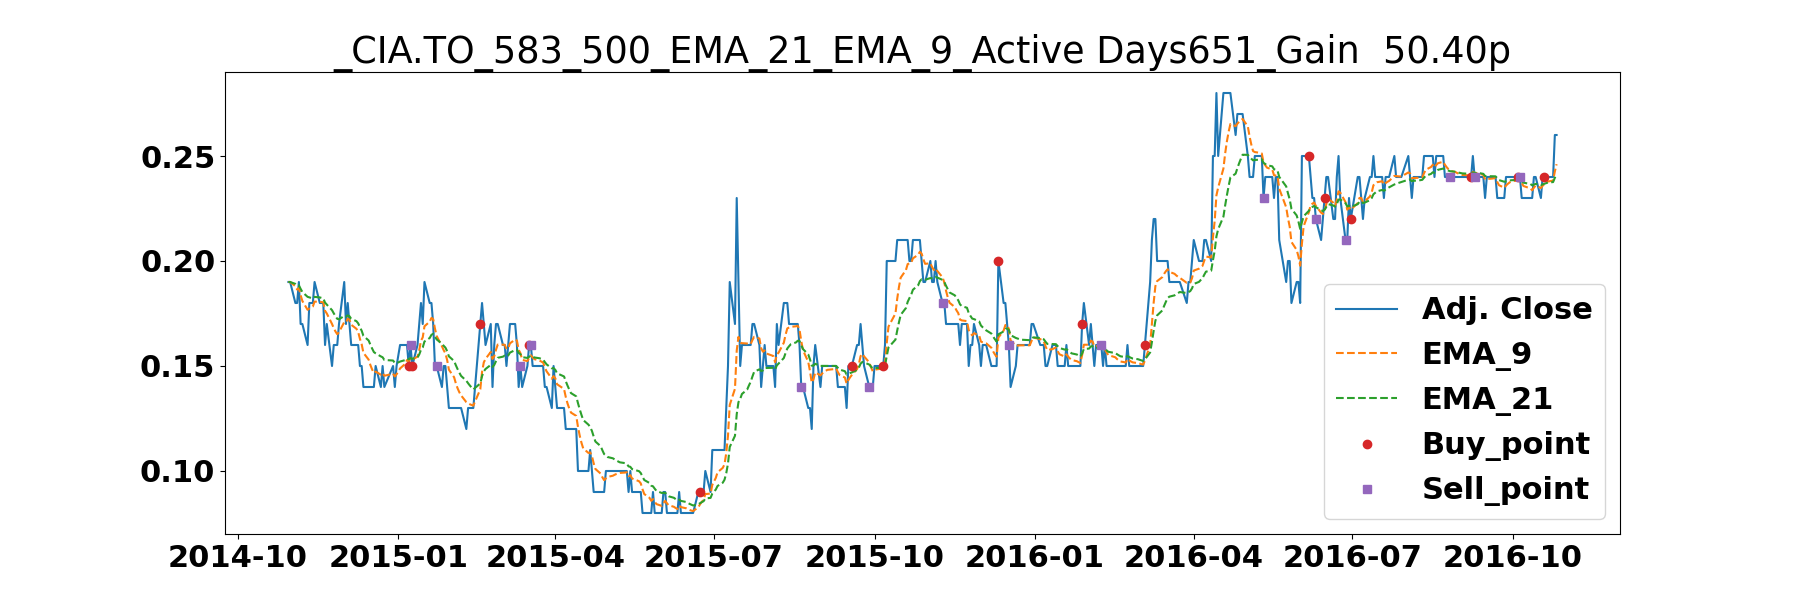 _CIA.TO_583_500_EMA_21_EMA_9_Active Days651_Gain  50.40p
0.25
0.20
0.15
0.10
Adj. Close
EMA_9
EMA_21
Buy_point
Sell_point
2014-10 2015-01 2015-04 2015-07 2015-10 2016-01 2016-04 2016-07 2016-10